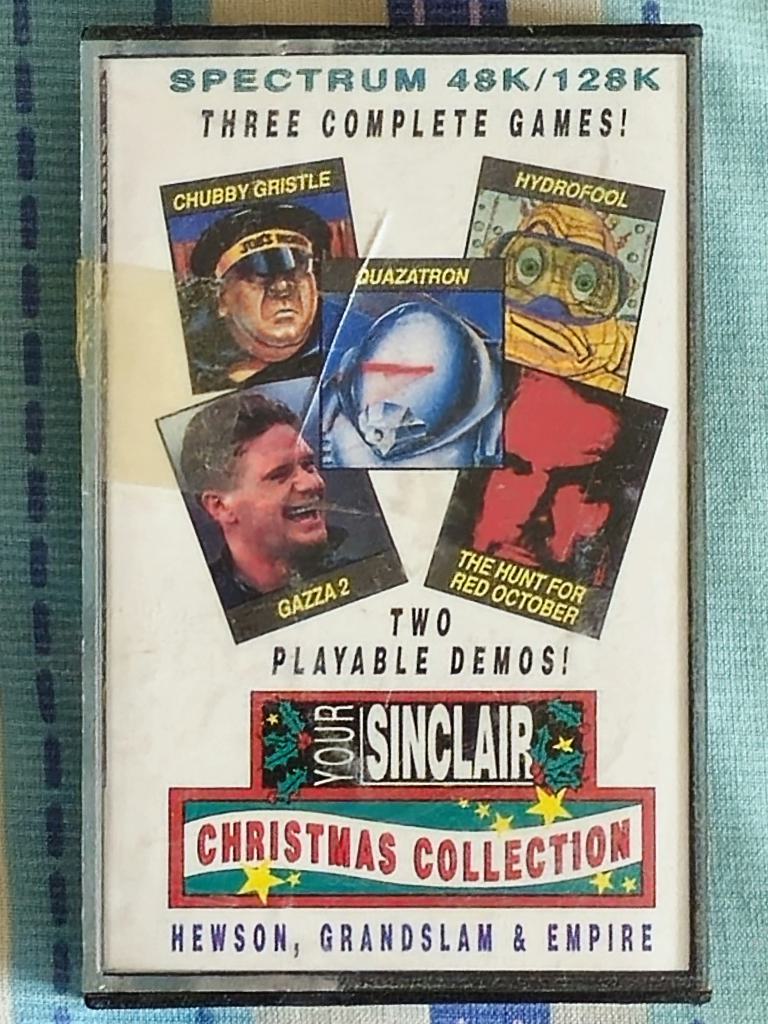 SPECTRUM 48K/128K
THREE COMPLETE GAMES!
CHUBBY GRISTLE
HYDROFOOL
QUAZATRON
GAZZA 2
THE HUNT FOR
RED OCTOBER
TWO
PLAYABLE DEMOS!
YOUR
SINCLAIR
CHRISTMAS COLLECTION
HEWSON, GRANDSLAM & EMPIRE